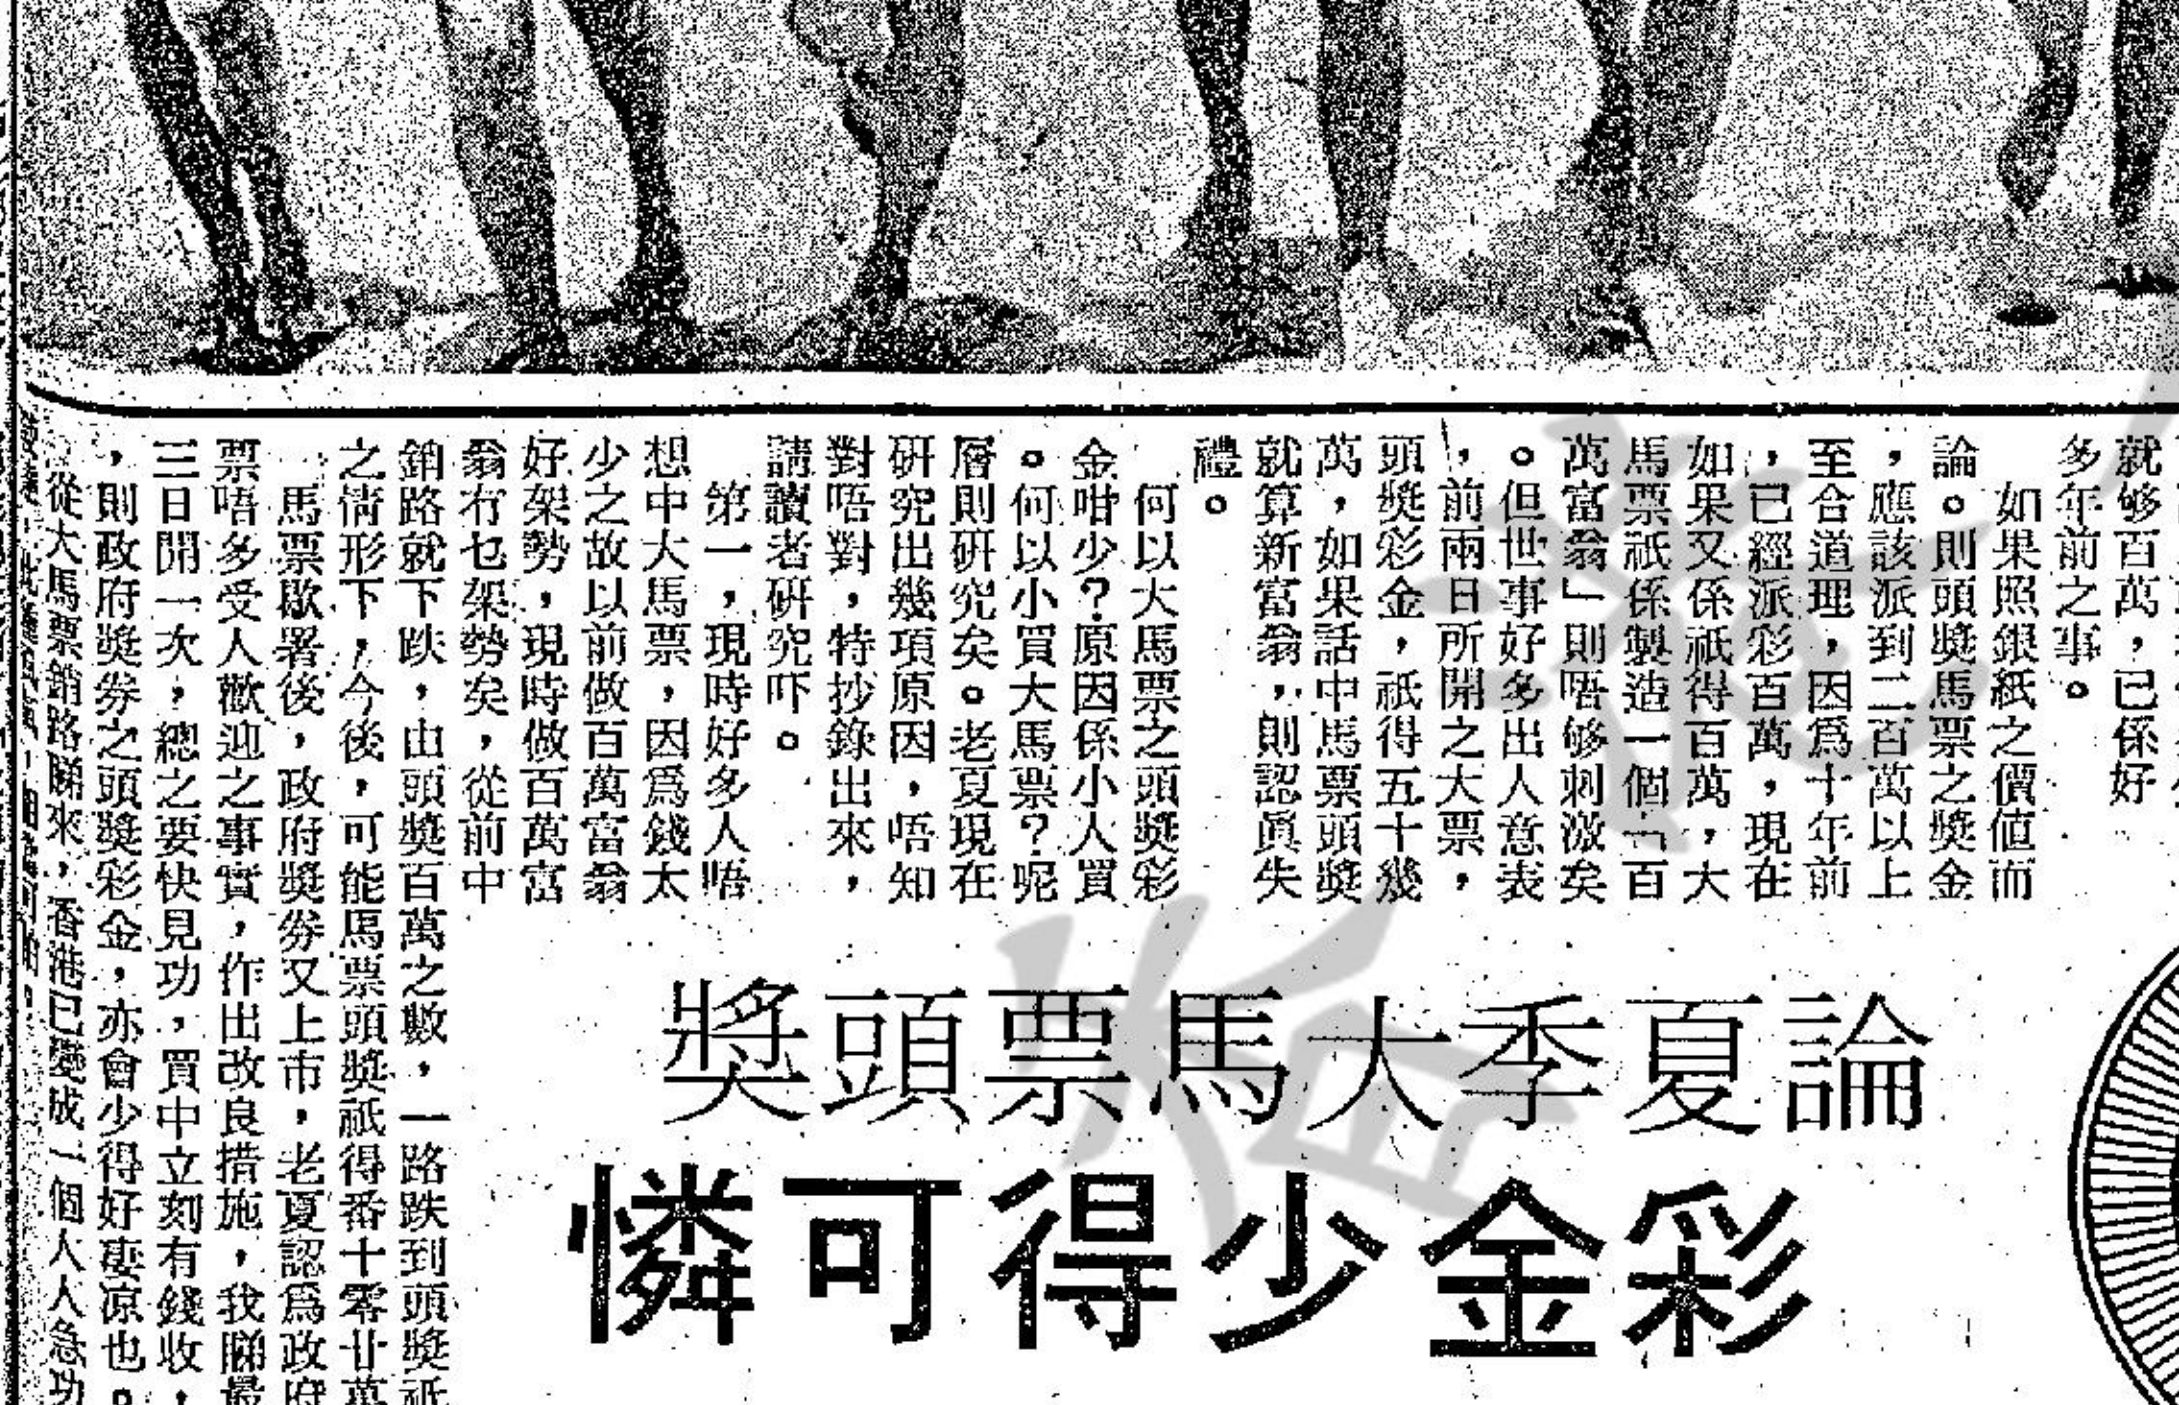 論夏季大馬票頭獎
彩金少得可憐
就够百萬，已係好
多年前之事。
如果照銀紙之價值而
論。則頭獎馬票之獎金
，應該派到二百萬以上
至合道理，因爲十年前
，已經派彩百萬，現在
如果又係祇得百萬，大
馬票祇係製造一個「百
萬富翁」則唔够刺激矣
。但世事好多出人意表
，前兩日所開之大票，
頭獎彩金，祇得五十幾
萬，如果話中馬票頭獎
就算新富翁，則認眞失
禮。
何以大馬票之頭獎彩
金咁少？原因係小人買
。何以小買大馬票？呢
層則研究矣。老夏現在
研究出幾項原因，唔知
對唔對，特抄錄出來，
請讀者研究吓。
第一，現時好多人唔
想中大馬票，因爲錢太
少之故以前做百萬富翁
好架勢，現時做百萬富
翁冇乜架勢矣，從前中
銷路就下跌，由頭獎百萬之數，一路跌到頭獎祇
之情形下，今後，可能馬票頭獎祇得番十零廿萬
馬票歇署後，政府獎券又上市，老夏認爲政府
票唔多受人歡迎之事實，作出改良措施，我睇最
三日開一次，總之要快見功，買中立刻有錢收，
，則政府獎券之頭獎彩金，亦會少得好凄凉也。
從大馬票銷路睇來，香港已變成一個人人急功